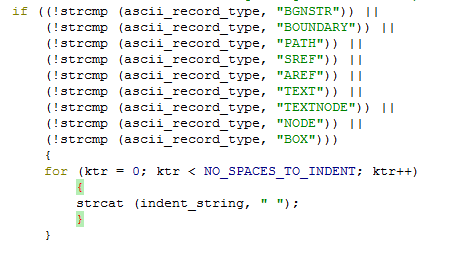 if ((!strcmp (ascii_record_type, "BGNSTR")) ||
(!strcmp (ascii_record_type, "BOUNDARY")) ||
(!strcmp (ascii_record_type, "PATH")) ||
(!strcmp (ascii_record_type, "SREF")) ||
(!strcmp (ascii_record_type, "AREF")) ||
(!strcmp (ascii_record_type, "TEXT")) ||
(!strcmp (ascii_record_type, "TEXTNODE")) ||
(!strcmp (ascii_record_type, "NODE")) ||
(!strcmp (ascii_record_type, "BOX")))
{
for (ktr = 0; ktr < NO_SPACES_TO_INDENT; ktr++)
{
strcat (indent_string, " ");
}
}